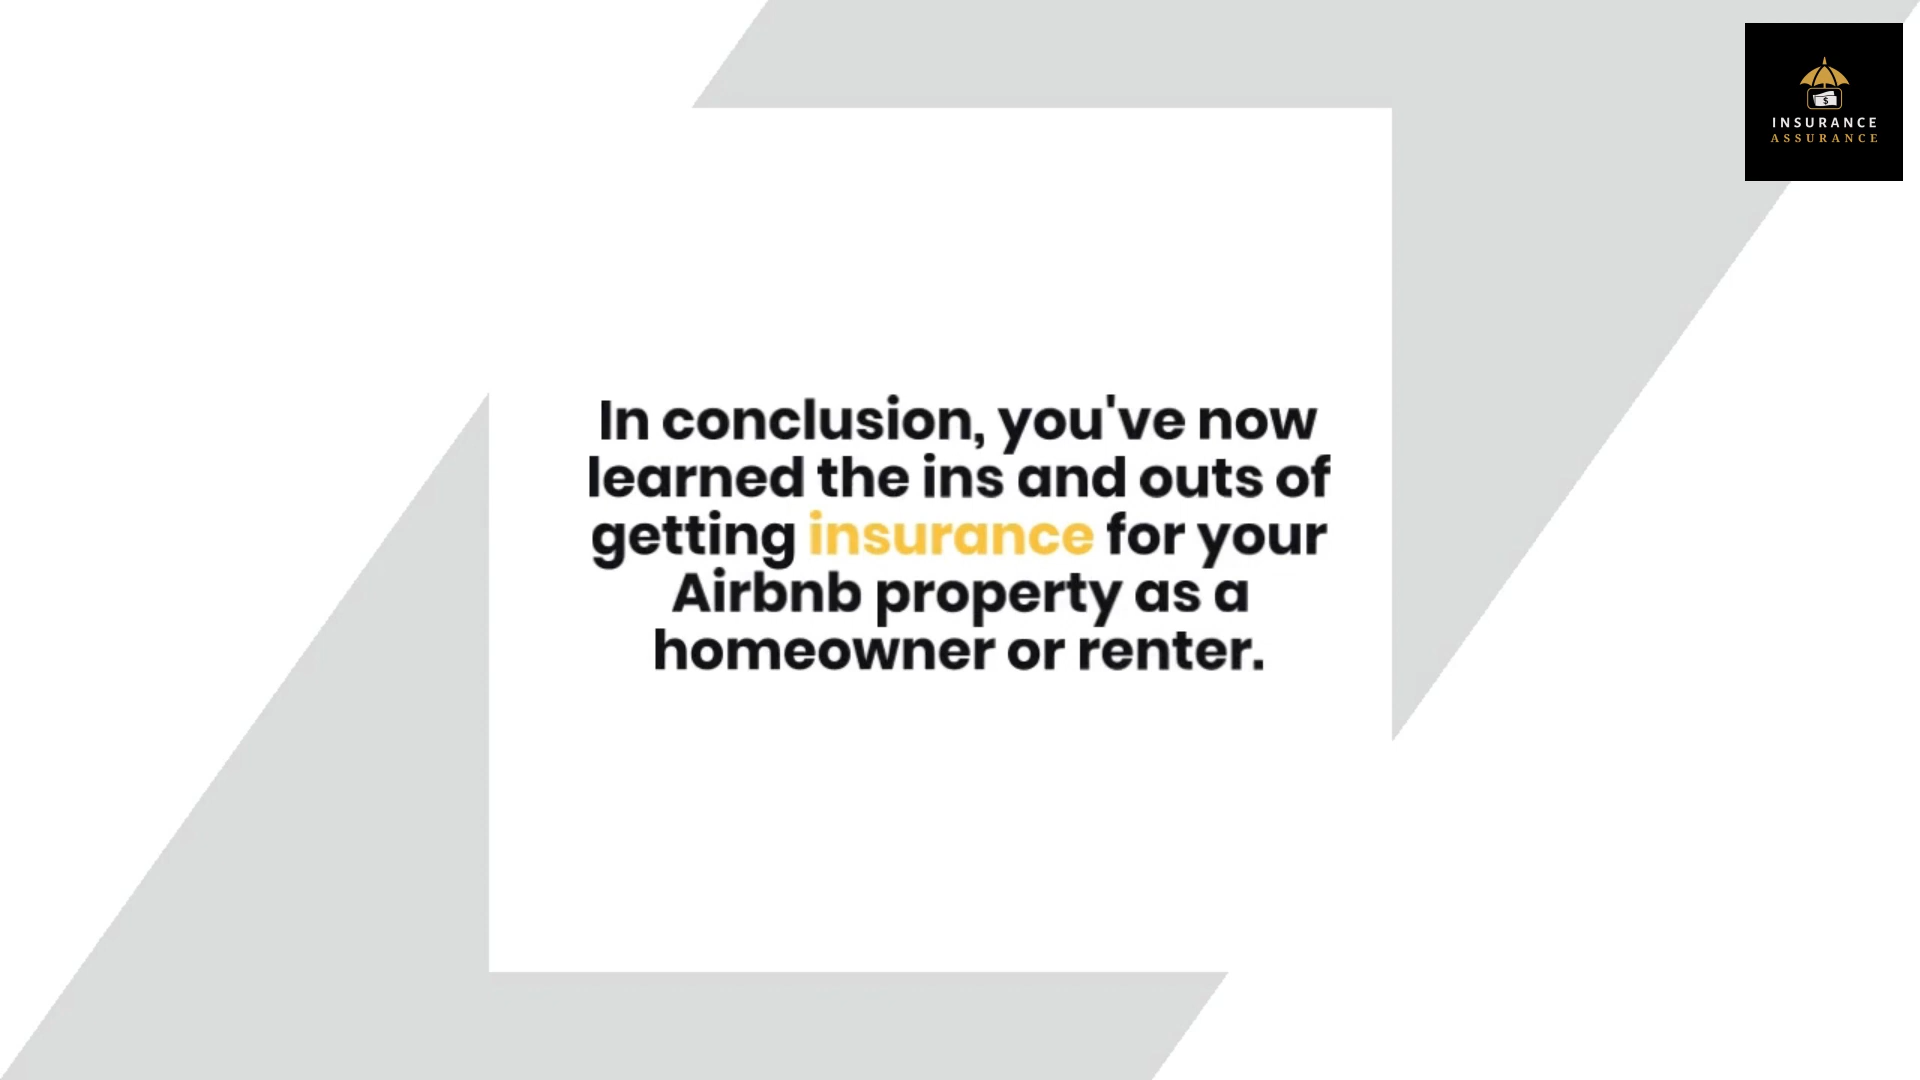 INSURANCE
ASSURANCE
In conclusion, you've now
learned the ins and outs of
getting insurance for your
Airbnb property as a
homeowner or renter.